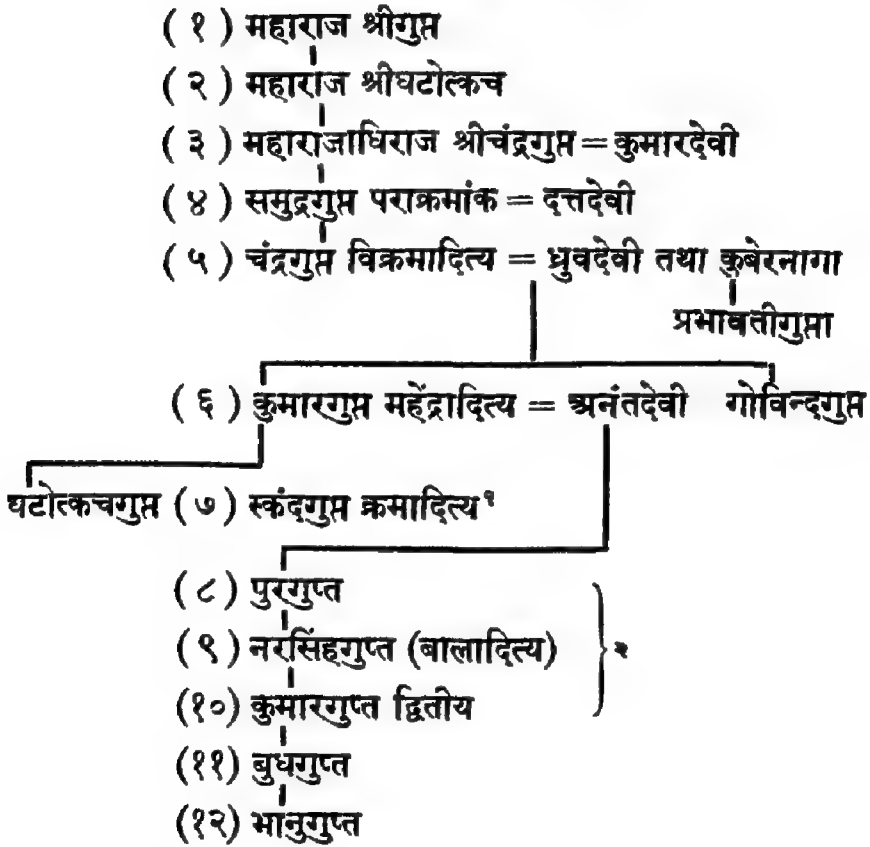 ( १ ) महाराज श्रीगुप्त
( २ ) महाराज श्रीघटोत्कच
( ३ ) महाराजाधिराज श्रीचंद्रगुप्त = कुमारदेवी
( ४ ) समुद्रगुप्त पराक्रमांक = दत्तदेवी
( ५ ) चंद्रगुप्त विक्रमादित्य = ध्रुवदेवी तथा कुबेरनागा
प्रभावतीगुप्ता
( ६ ) कुमारगुप्त महेंद्रादित्य = अनंतदेवी गोविन्दगुप्त
घटोत्कचगुप्त ( ७ ) स्कंदगुप्त क्रमादित्य१
( ८ ) पुरगुप्त
( ९ ) नरसिंहगुप्त (बालादित्य) } २
(१०) कुमारगुप्त द्वितीय
(११) बुधगुप्त
(१२) भानुगुप्त